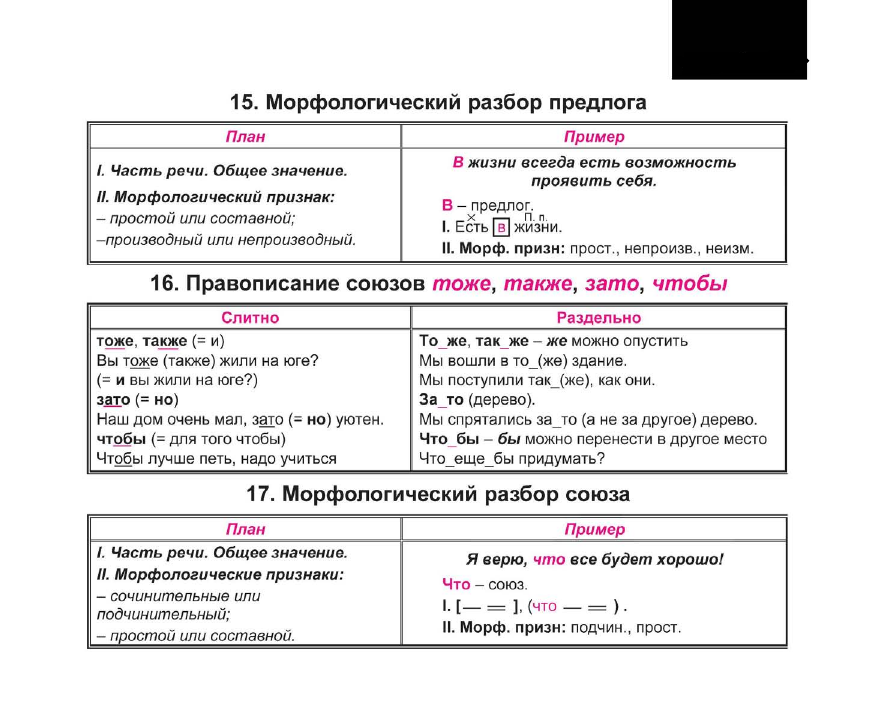 15. Морфологический разбор предлога
План
Пример
I. Часть речи. Общее значение.
II. Морфологический признак:
– простой или составной;
–производный или непроизводный.
В жизни всегда есть возможность
проявить себя.
В – предлог.
× П. п.
I. Есть в жизни.
II. Морф. призн: прост., непроизв., неизм.
16. Правописание союзов тоже, также, зато, чтобы
Слитно
Раздельно
тоже, также (= и)
Вы тоже (также) жили на юге?
(= и вы жили на юге?)
зато (= но)
Наш дом очень мал, зато (= но) уютен.
чтобы (= для того чтобы)
Чтобы лучше петь, надо учиться
То_же, так_же – же можно опустить
Мы вошли в то_(же) здание.
Мы поступили так_(же), как они.
За_то (дерево).
Мы спрятались за_то (а не за другое) дерево.
Что_бы – бы можно перенести в другое место
Что_еще_бы придумать?
17. Морфологический разбор союза
План
Пример
I. Часть речи. Общее значение.
II. Морфологические признаки:
– сочинительные или
подчинительный;
– простой или составной.
Я верю, что все будет хорошо!
Что – союз.
I. [— ═ ], (что — ═ ) .
II. Морф. призн: подчин., прост.